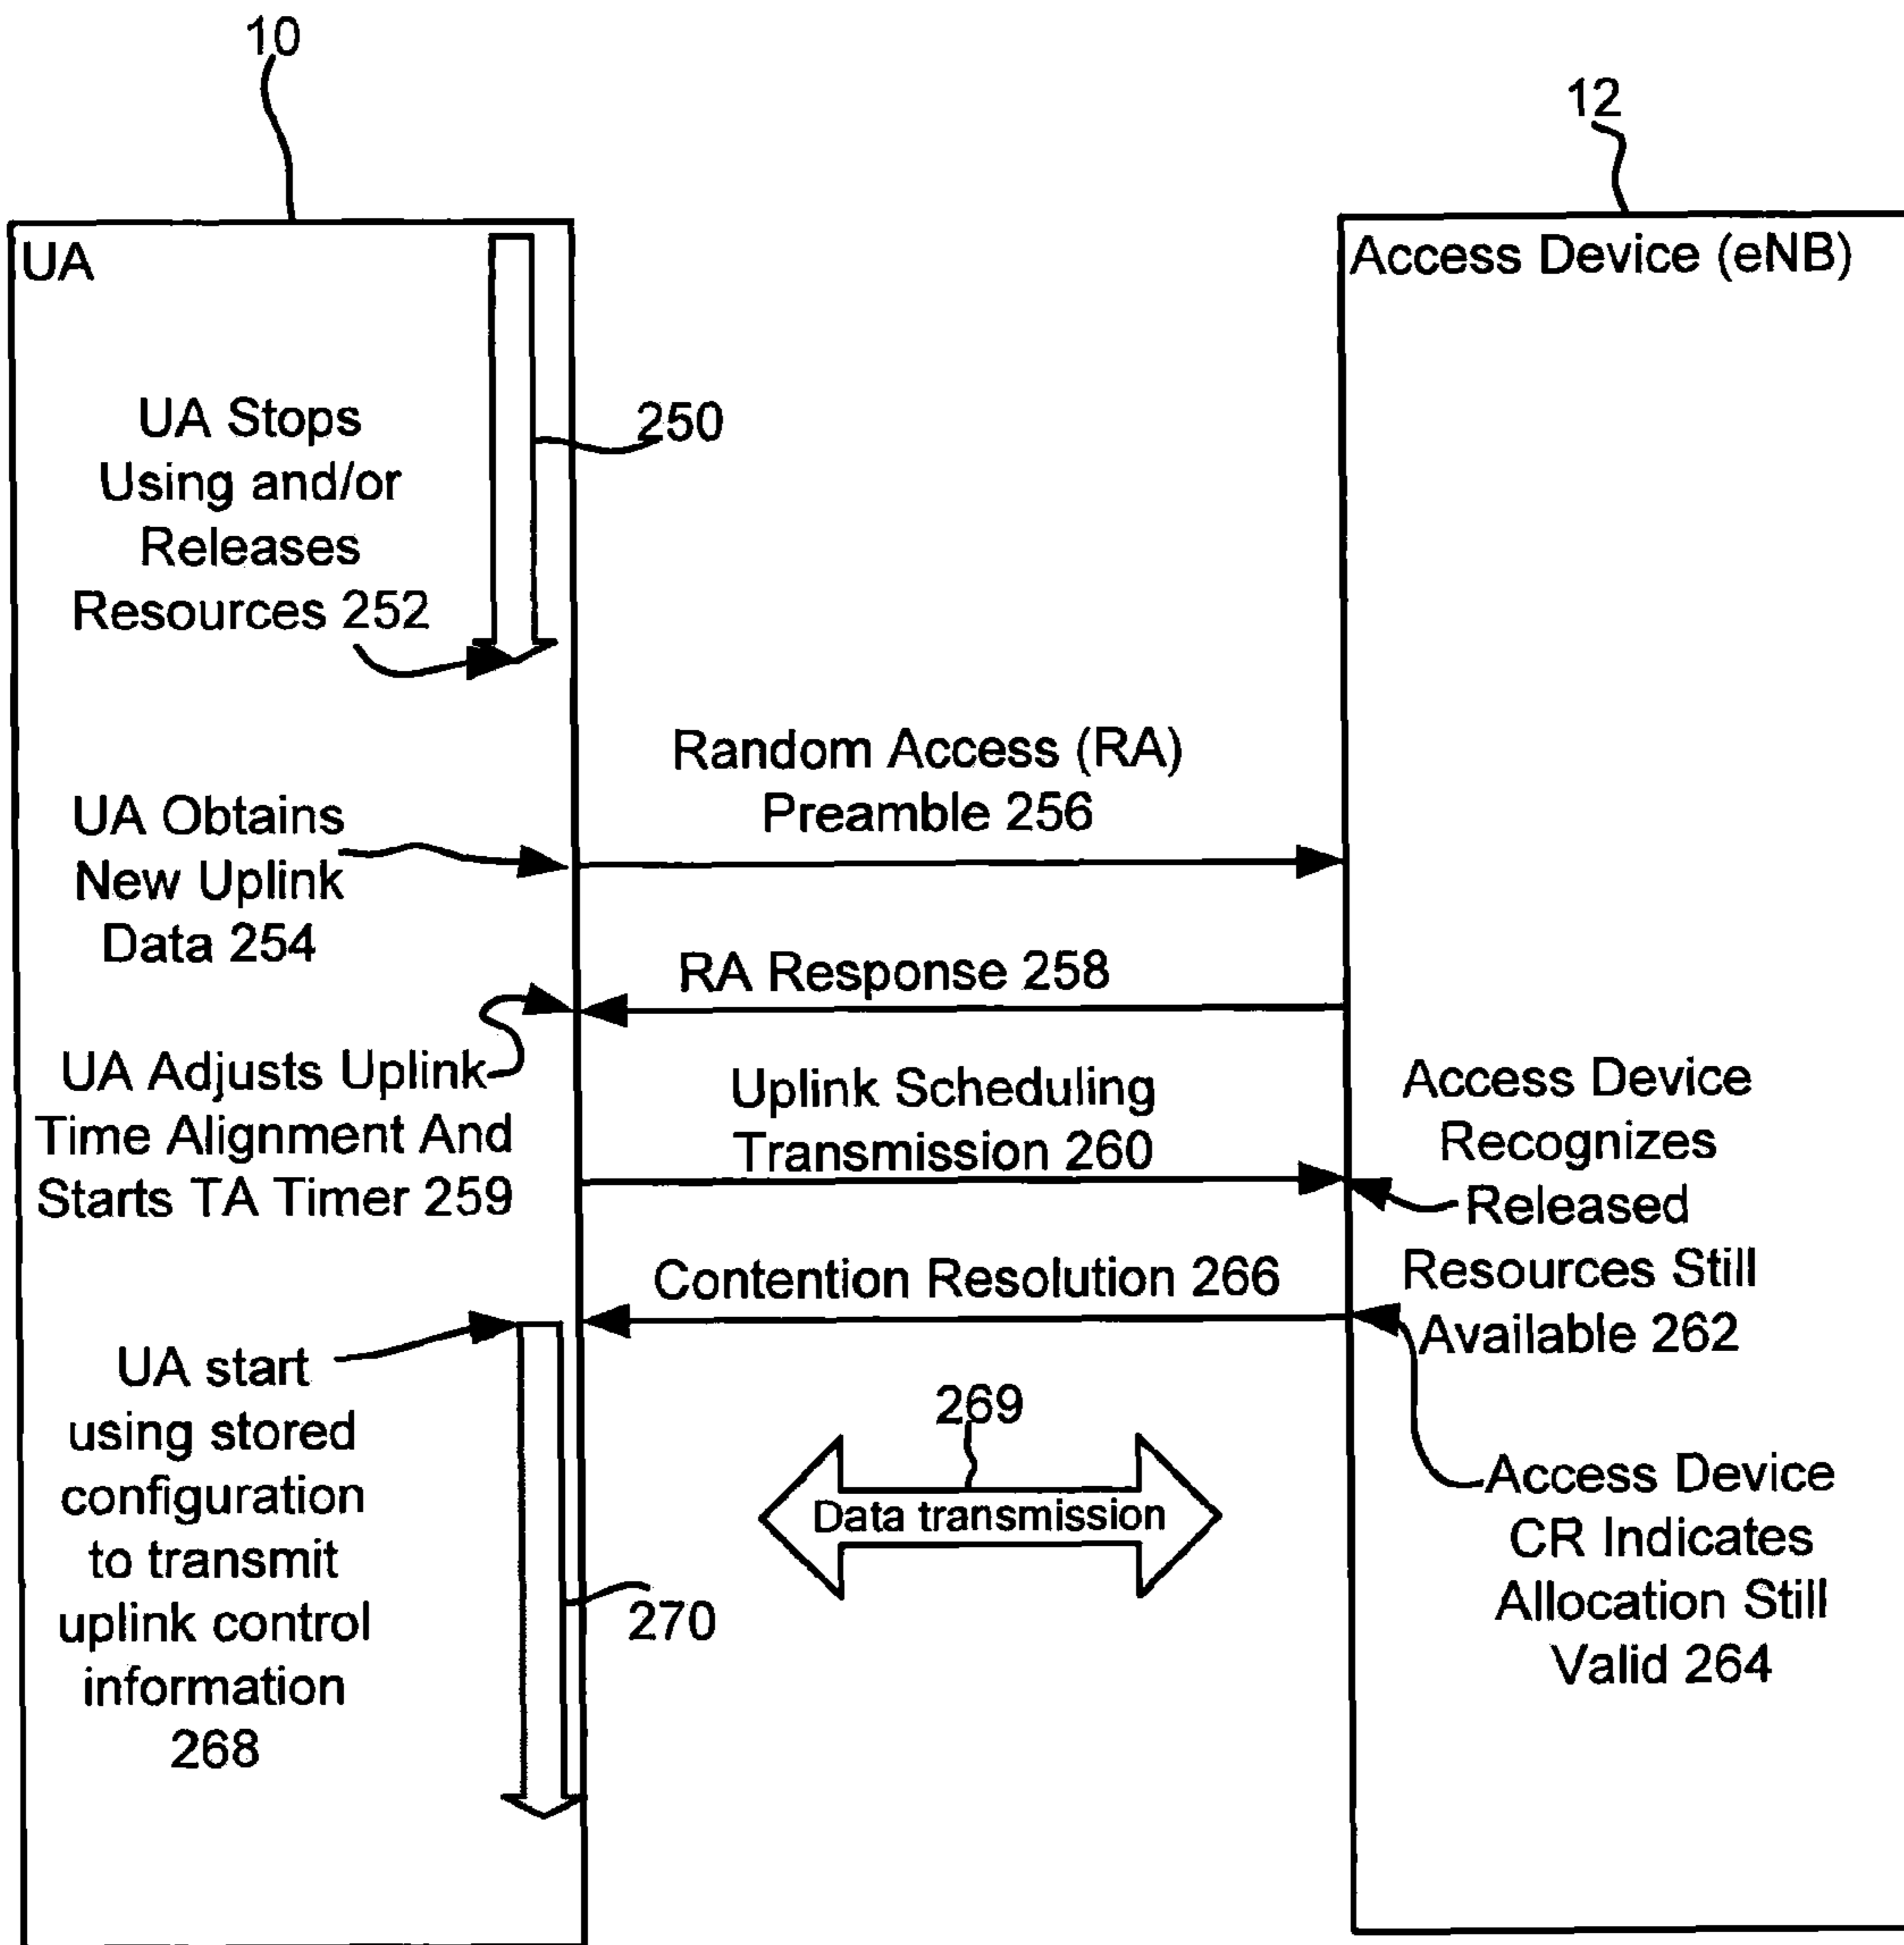 10
12
UA
Access Device (eNB)
UA Stops
Using and/or
Releases
Resources 252
250
Random Access (RA)
Preamble 256
UA Obtains
New Uplink
Data 254
RA Response 258
UA Adjusts Uplink
Time Alignment And
Starts TA Timer 259
Uplink Scheduling
Transmission 260
Access Device
Recognizes
Released
Resources Still
Available 262
Contention Resolution 266
UA start
using stored
configuration
to transmit
uplink control
information
268
269
Data transmission
270
Access Device
CR Indicates
Allocation Still
Valid 264